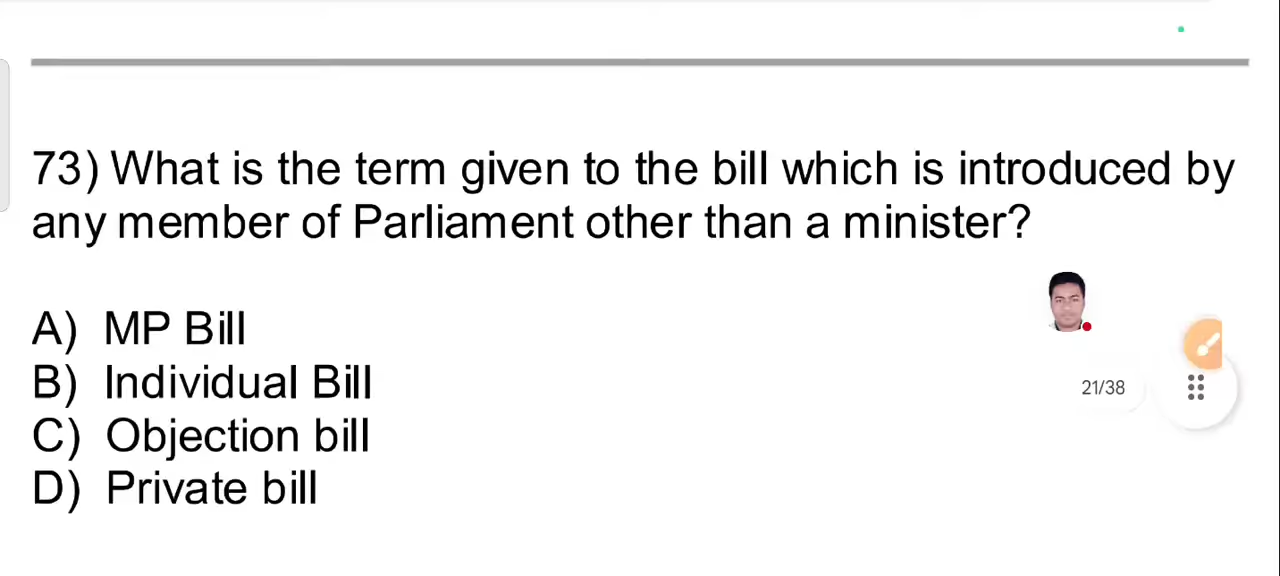 73) What is the term given to the bill which is introduced by
any member of Parliament other than a minister?
A) MP Bill
B) Individual Bill
21/38
C) Objection bill
D) Private bill